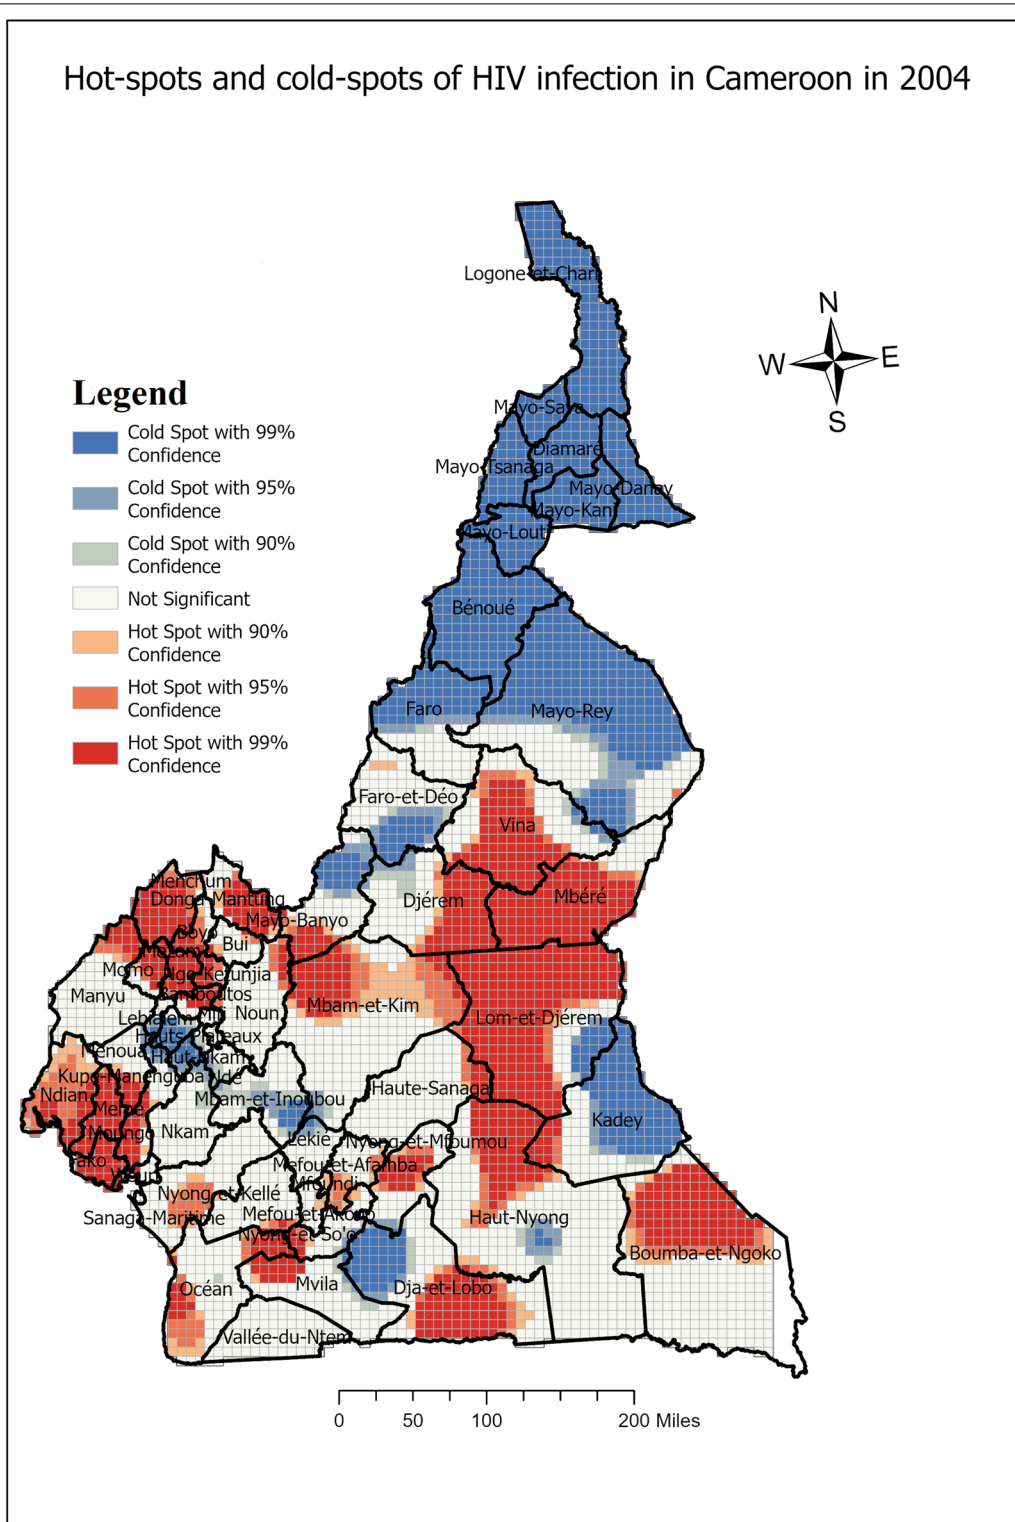 Hot-spots and cold-spots of HIV infection in Cameroon in 2004
Logone-et-Chari
N
W
E
S
Legend
Cold Spot with 99%
Confidence
Cold Spot with 95%
Confidence
Cold Spot with 90%
Confidence
Not Significant
Hot Spot with 90%
Confidence
Hot Spot with 95%
Confidence
Hot Spot with 99%
Confidence
Mayo-Sava
Diamaré
Mayo-Tsanaga
Mayo-Danay
Mayo-Kani
Mayo-Louti
Bénoué
Faro
Mayo-Rey
Faro-et-Déo
Vina
Menchum
Donga Mantung
Djérem
Mbéré
Mayo-Banyo
Boyo
Bui
Mezam
Momo
Ngo-Ketunjia
Manyu
Bamboutos
Mbam-et-Kim
Lebialem
Mifi
Noun
Lom-et-Djérem
Hauts-Plateaux
Menoua
Haut-Nkam
Kupe-Manenguba
Ndé
Haute-Sanaga
Ndian
Mbam-et-Inoubou
Meme
Kadey
Moungo
Nkam
Lekié
Nyong-et-Mfoumou
Fako
Mefou-et-Afamba
Wouri
Mfoundi
Nyong-et-Kellé
Sanaga-Maritime
Mefou-et-Akono
Haut-Nyong
Nyong-et-So'o
Boumba-et-Ngoko
Océan
Mvila
Dja-et-Lobo
Vallée-du-Ntem
0
50
100
200 Miles